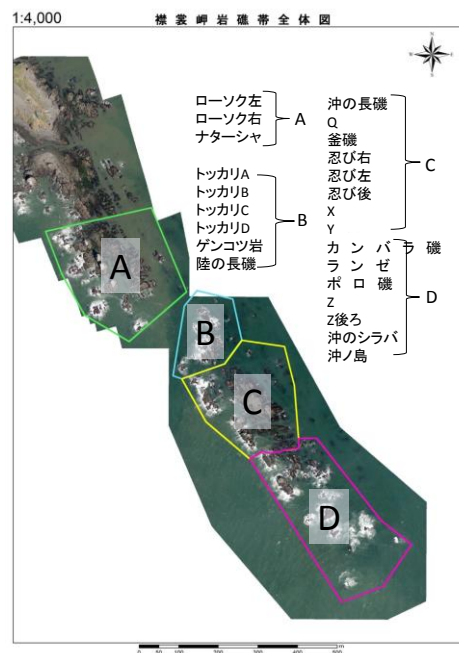 1:4,000
襟裳岬岩礁帯全体図
N
ローソク左
ローソク右
ナターシャ
A
トッカリA
トッカリB
トッカリC
トッカリD
ゲンコツ岩
陸の長磯
B
沖の長磯
Q
釜磯
忍び右
忍び左
忍び後
X
Y
C
カンバラ磯
ランゼ
ポロ磯
Z
Z後ろ
沖のシラバ
沖ノ島
D
A
B
C
D